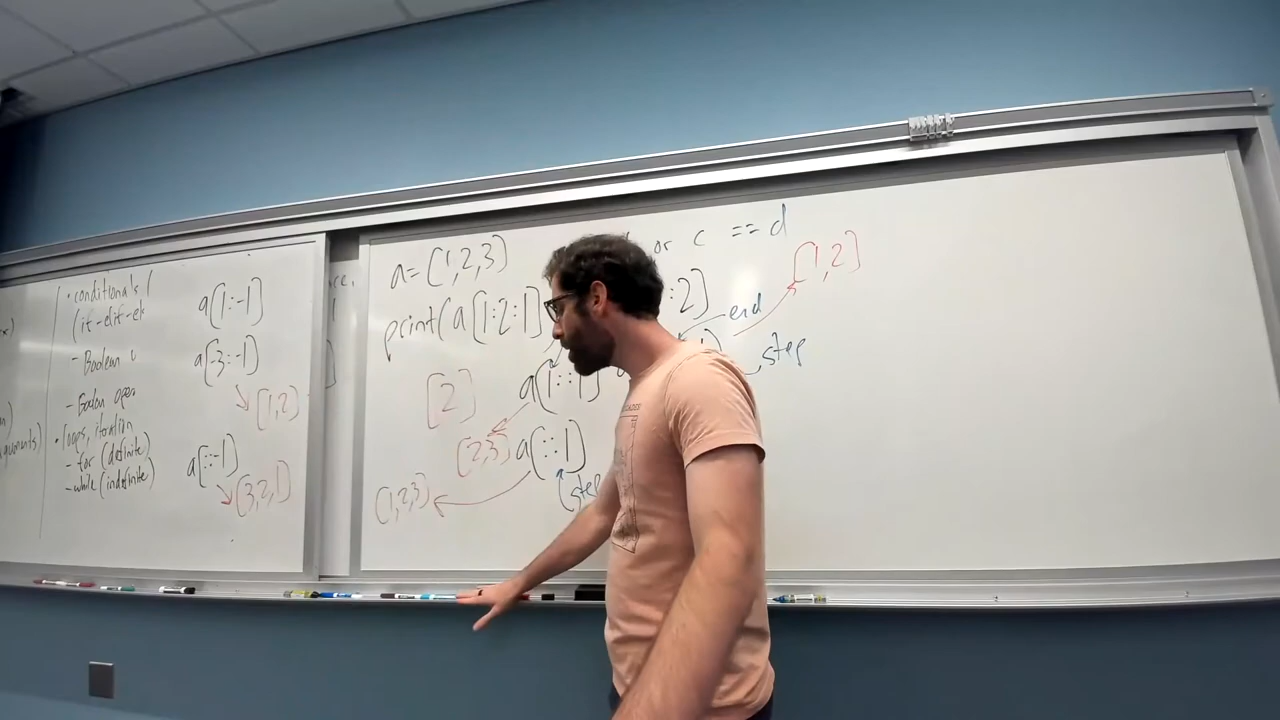 • conditionals (
(if-elif-
- Boolean
- Boolean oper
• loops, iteration
- for (definite)
- while (indefinite)
a[1:-1]
a[-3:-1]
[1,2]
a[::-1]
[3,2,1]
a=[1,2,3]
or c == d
[1,2]
print(a[1:2:1]
:2]
end
step
[2]
a[1::1]
[2,3]
a[::1]
[1,2,3]
step